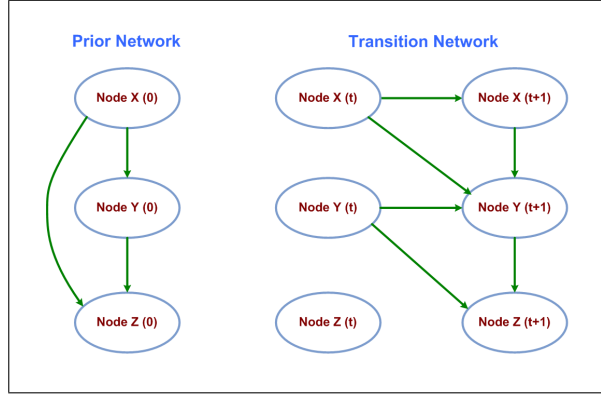 Prior Network
Transition Network
Node X (0)
Node X (t)
Node X (t+1)
Node Y (0)
Node Y (t)
Node Y (t+1)
Node Z (0)
Node Z (t)
Node Z (t+1)